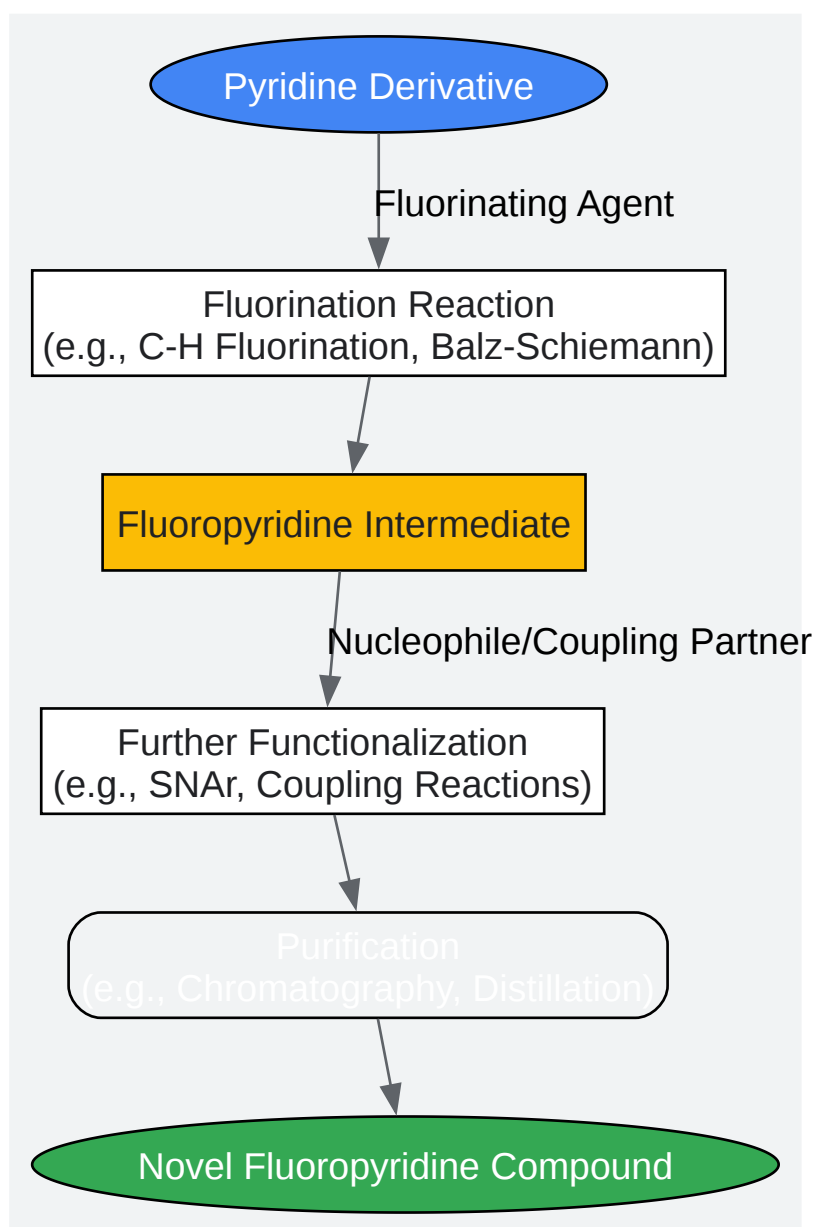 Pyridine Derivative
Fluorinating Agent
Fluorination Reaction
(e.g., C-H Fluorination, Balz-Schiemann)
Fluoropyridine Intermediate
Nucleophile/Coupling Partner
Further Functionalization
(e.g., SNAr, Coupling Reactions)
Purification
(e.g., Chromatography, Distillation)
Novel Fluoropyridine Compound